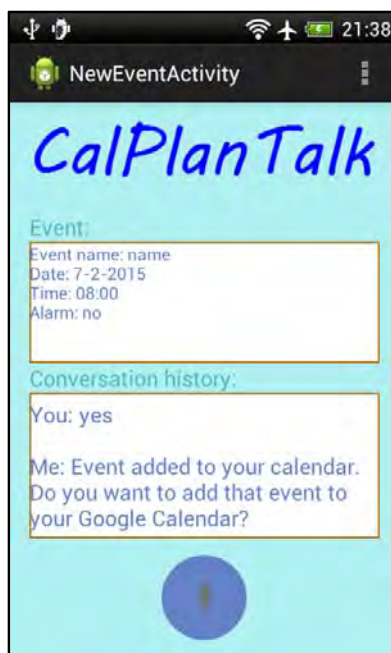 21:38
NewEventActivity
CalPlanTalk
Event:
Event name: name
Date: 7-2-2015
Time: 08:00
Alarm: no
Conversation history:
You: yes
Me: Event added to your calendar.
Do you want to add that event to
your Google Calendar?